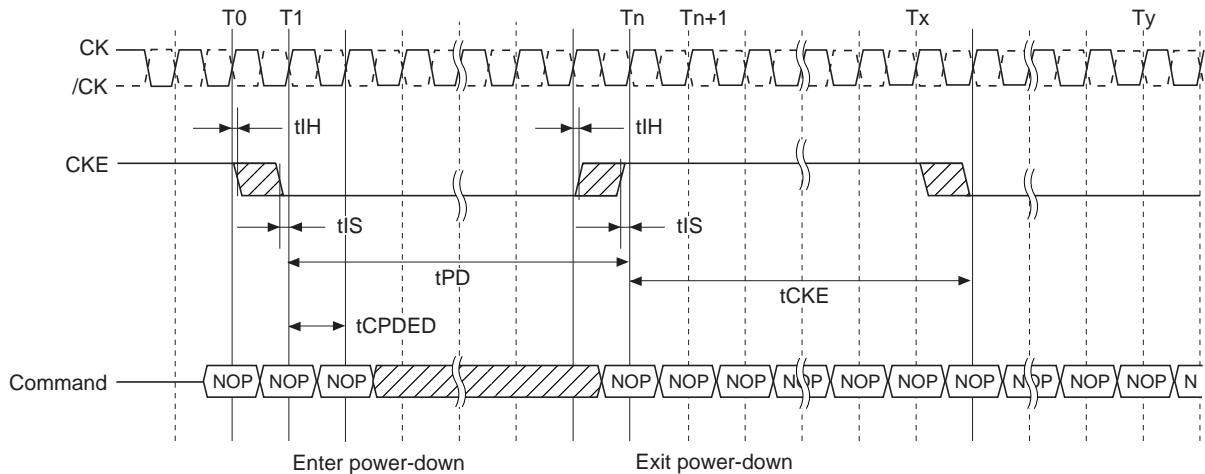 T0 T1 Tn Tn+1 Tx Ty
CK
/CK
tIH tIH
CKE
tIS tIS
tPD
tCKE
tCPDED
Command NOP NOP NOP NOP NOP NOP NOP NOP NOP NOP NOP NOP NOP N
Enter power-down Exit power-down